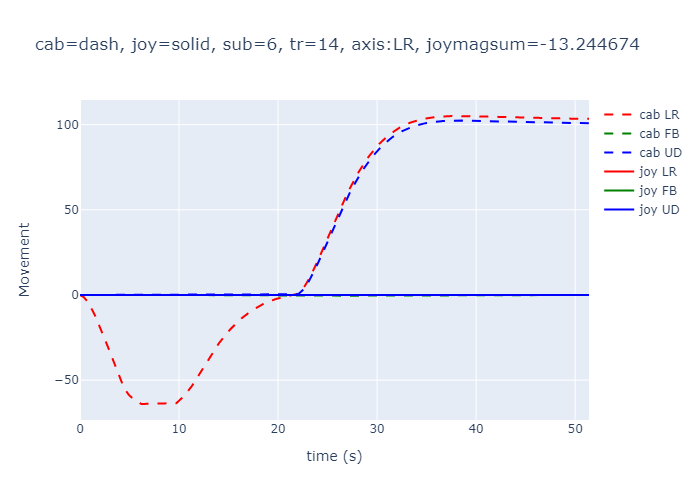 cab=dash, joy=solid, sub=6, tr=14, axis:LR, joymagsum=-13.244674
cab LR
cab FB
cab UD
joy LR
joy FB
joy UD
Movement
100
50
0
−50
0
10
20
30
40
50
time (s)